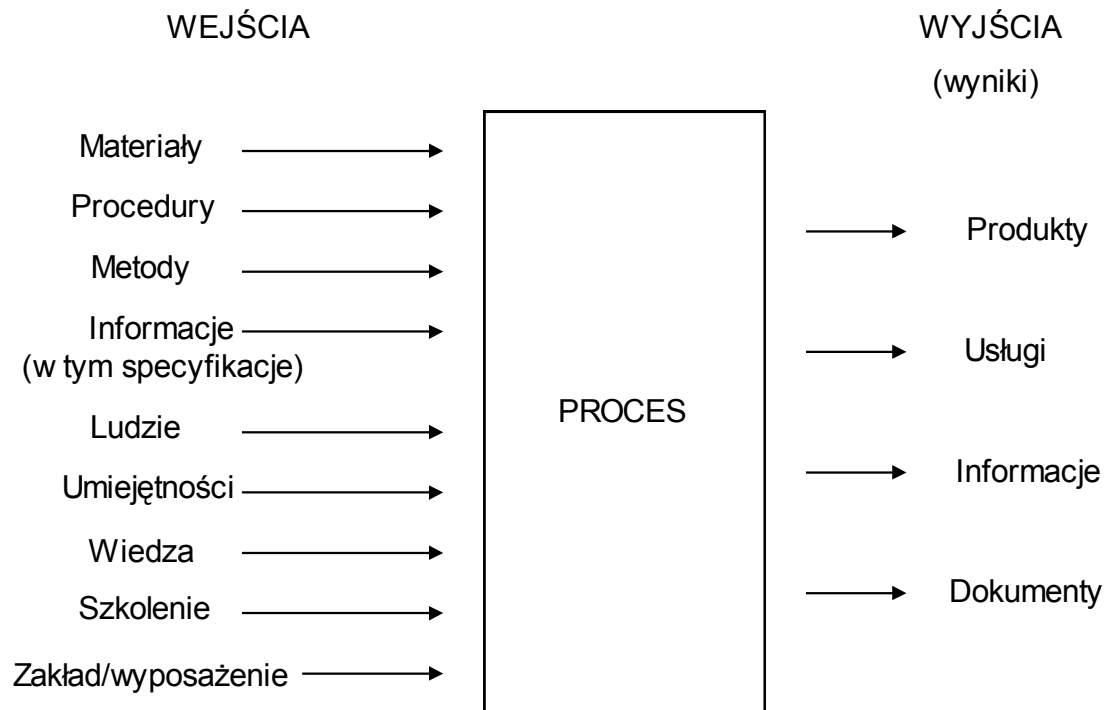 WEJŚCIA
WYJŚCIA
(wyniki)
Materiały
Procedury
Metody
Informacje
(w tym specyfikacje)
Ludzie
Umiejętności
Wiedza
Szkolenie
Zakład/wyposażenie
PROCES
Produkty
Usługi
Informacje
Dokumenty